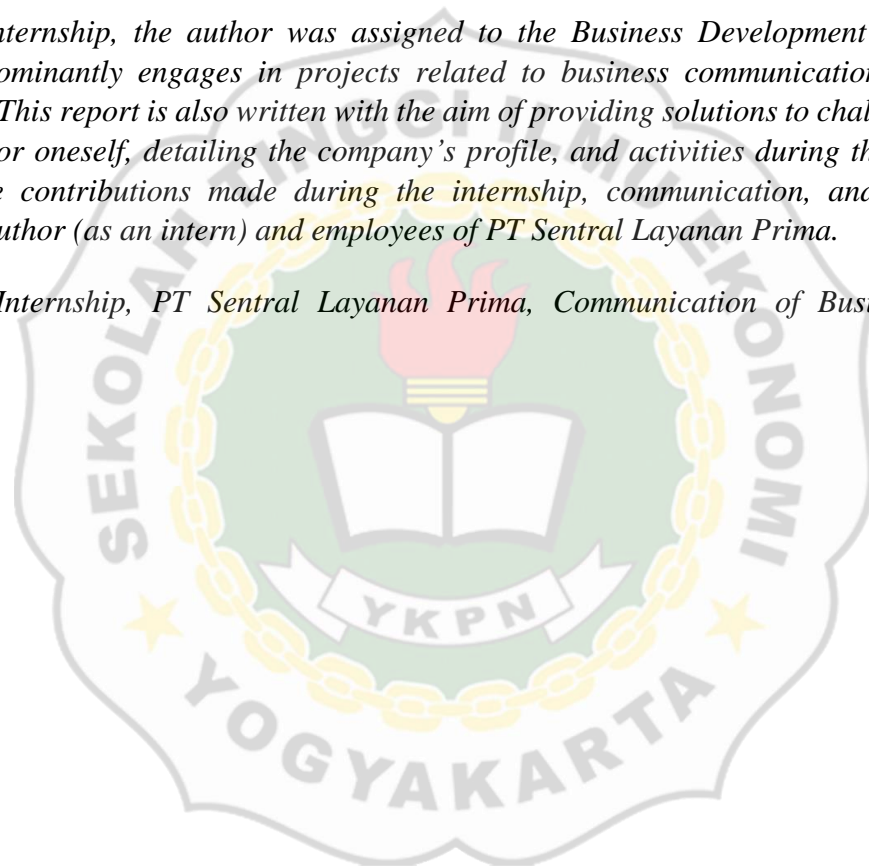 nternship, the author was assigned to the Business Development
ominantly engages in projects related to business communication
This report is also written with the aim of providing solutions to chal
or oneself, detailing the company's profile, and activities during th
e contributions made during the internship, communication, and
uthor (as an intern) and employees of PT Sentral Layanan Prima.
Internship, PT Sentral Layanan Prima, Communication of Busi
SEKOLAH TINGGI ILMU EKONOMI
YKPN
YOGYAKARTA